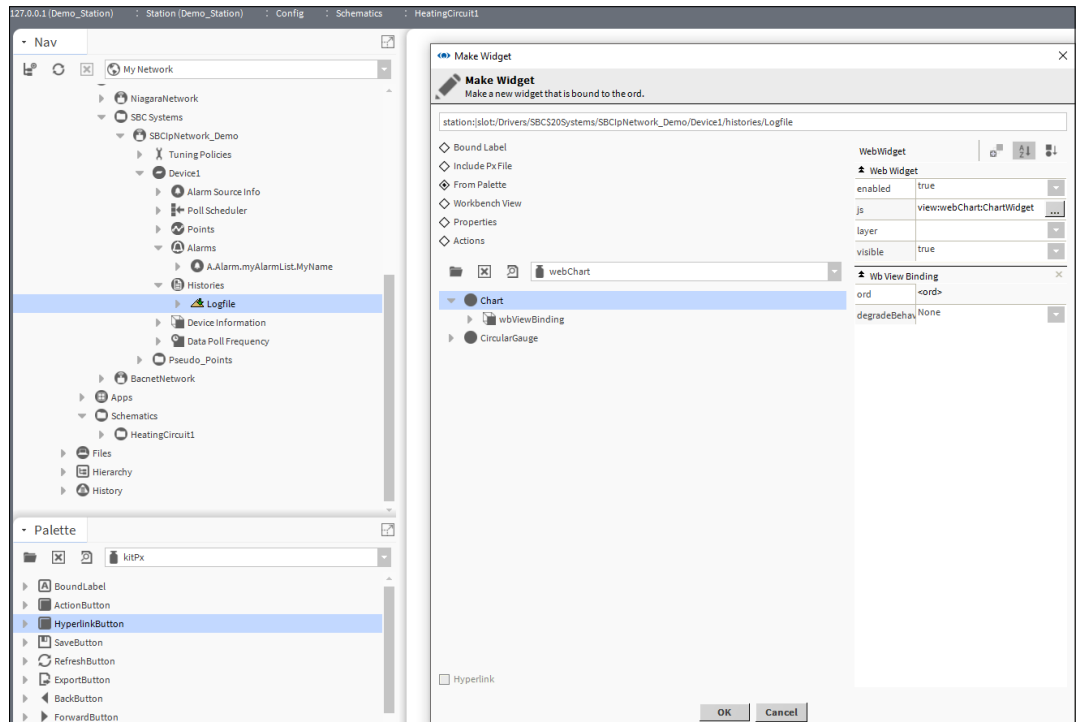 127.0.0.1 (Demo_Station) : Station (Demo_Station) : Config : Schematics : HeatingCircuit1
Nav
My Network
NiagaraNetwork
SBC Systems
SBCIpNetwork_Demo
Tuning Policies
Device1
Alarm Source Info
Poll Scheduler
Points
Alarms
A.Alarm.myAlarmList.MyName
Histories
Logfile
Device Information
Data Poll Frequency
Pseudo_Points
BacnetNetwork
Apps
Schematics
HeatingCircuit1
Files
Hierarchy
History
Palette
kitPx
BoundLabel
ActionButton
HyperlinkButton
SaveButton
RefreshButton
ExportButton
BackButton
ForwardButton
Make Widget
Make Widget
Make a new widget that is bound to the ord.
station:|slot:/Drivers/SBC$20Systems/SBCIpNetwork_Demo/Device1/histories/Logfile
Bound Label
Include Px File
From Palette
Workbench View
Properties
Actions
webChart
Chart
wbViewBinding
CircularGauge
WebWidget
Web Widget
enabled true
js view:webChart:ChartWidget ...
layer
visible true
Wb View Binding
ord <ord>
degradeBehav None
Hyperlink
OK Cancel